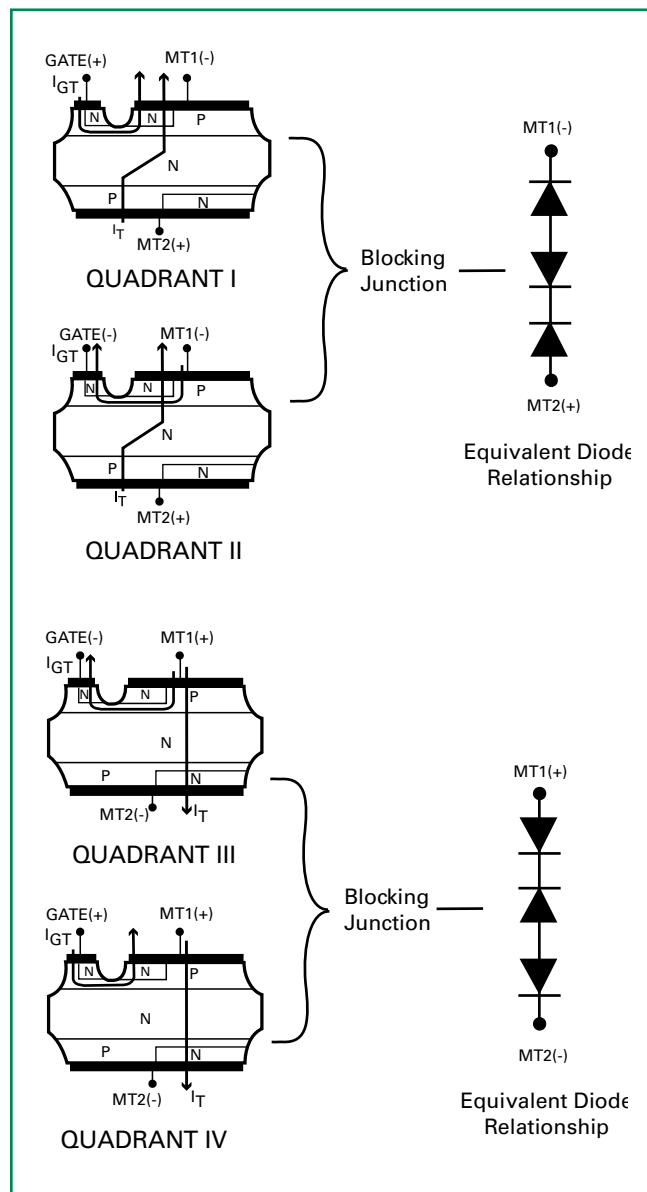 GATE(+)
MT1(-)
IGT
N
N
P
N
P
N
IT
MT2(+)
QUADRANT I
GATE(-)
MT1(-)
IGT
N
N
P
N
P
N
IT
MT2(+)
QUADRANT II
Blocking
Junction
MT1(-)
MT2(+)
Equivalent Diode
Relationship
GATE(-)
MT1(+)
IGT
N
N
P
N
P
N
MT2(-)
IT
QUADRANT III
GATE(+)
MT1(+)
IGT
N
N
P
N
P
N
MT2(-)
IT
QUADRANT IV
Blocking
Junction
MT1(+)
MT2(-)
Equivalent Diode
Relationship